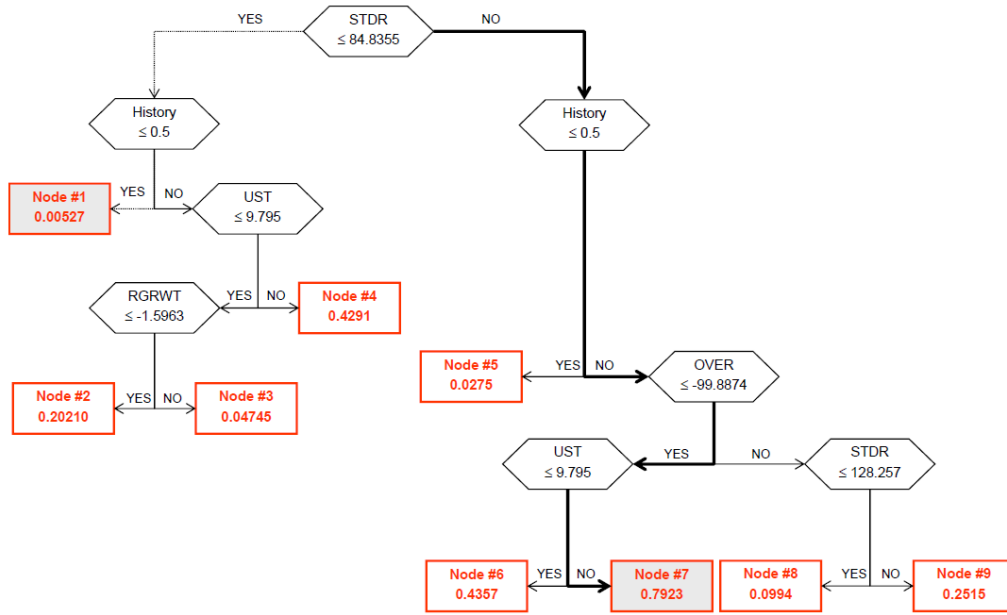 STDR
≤ 84.8355
YES
NO
History
≤ 0.5
History
≤ 0.5
Node #1
0.00527
YES
NO
UST
≤ 9.795
RGRWT
≤ -1.5963
YES
NO
Node #4
0.4291
Node #2
0.20210
YES
NO
Node #3
0.04745
Node #5
0.0275
YES
NO
OVER
≤ -99.8874
UST
≤ 9.795
YES
NO
STDR
≤ 128.257
Node #6
0.4357
YES
NO
Node #7
0.7923
Node #8
0.0994
YES
NO
Node #9
0.2515